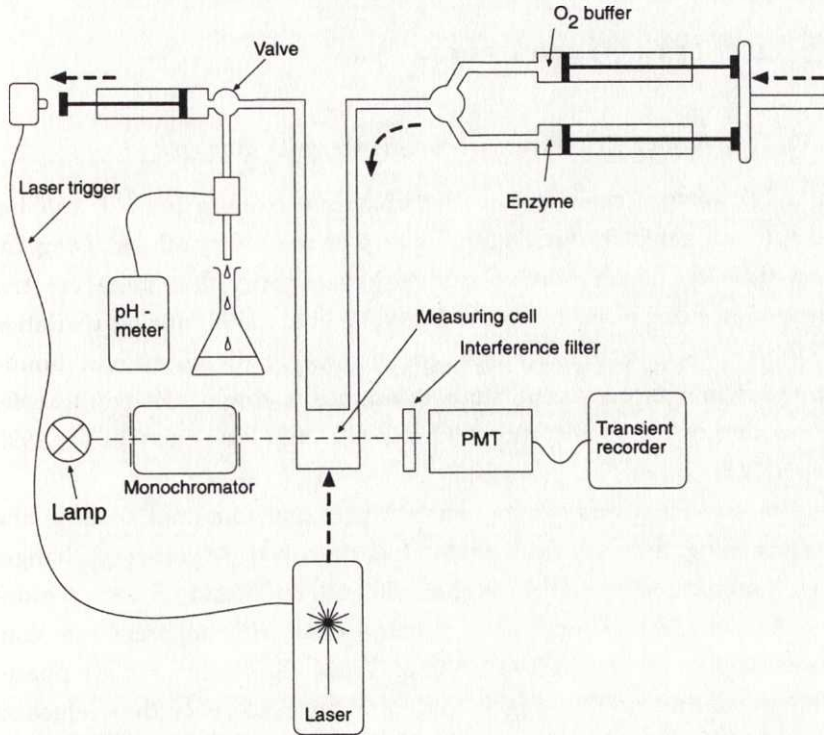 O₂ buffer
Valve
Enzyme
Laser trigger
pH -
meter
Measuring cell
Interference filter
PMT
Transient
recorder
Monochromator
Lamp
Laser